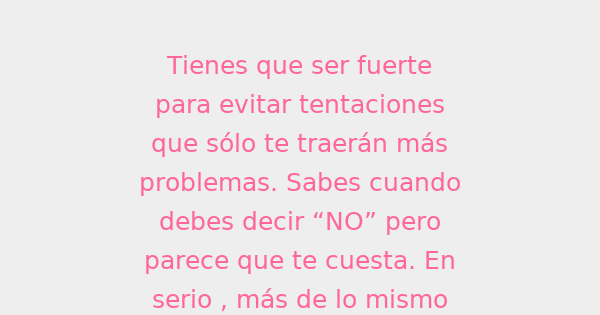 Tienes que ser fuerte
para evitar tentaciones
que sólo te traerán más
problemas. Sabes cuando
debes decir “NO” pero
parece que te cuesta. En
serio , más de lo mismo